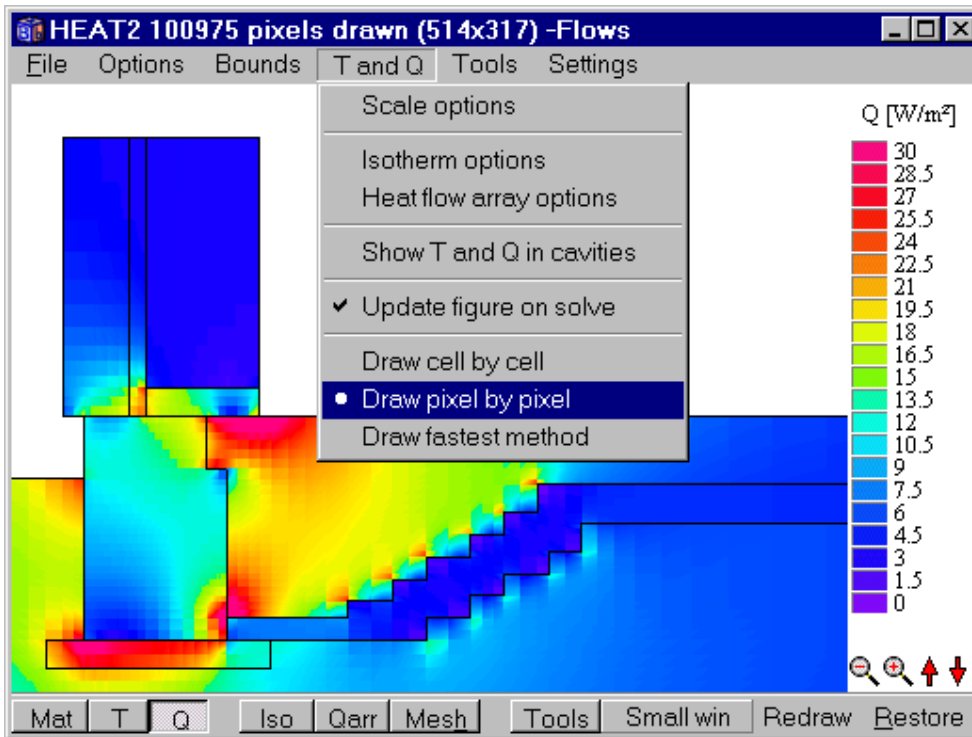 HEAT2 100975 pixels drawn (514x317) -Flows
File Options Bounds T and Q Tools Settings
Scale options
Isotherm options
Heat flow array options
Show T and Q in cavities
Update figure on solve
Draw cell by cell
Draw pixel by pixel
Draw fastest method
Q [W/m²]
30
28.5
27
25.5
24
22.5
21
19.5
18
16.5
15
13.5
12
10.5
9
7.5
6
4.5
3
1.5
0
Mat T Q Iso Qarr Mesh Tools Small win Redraw Restore